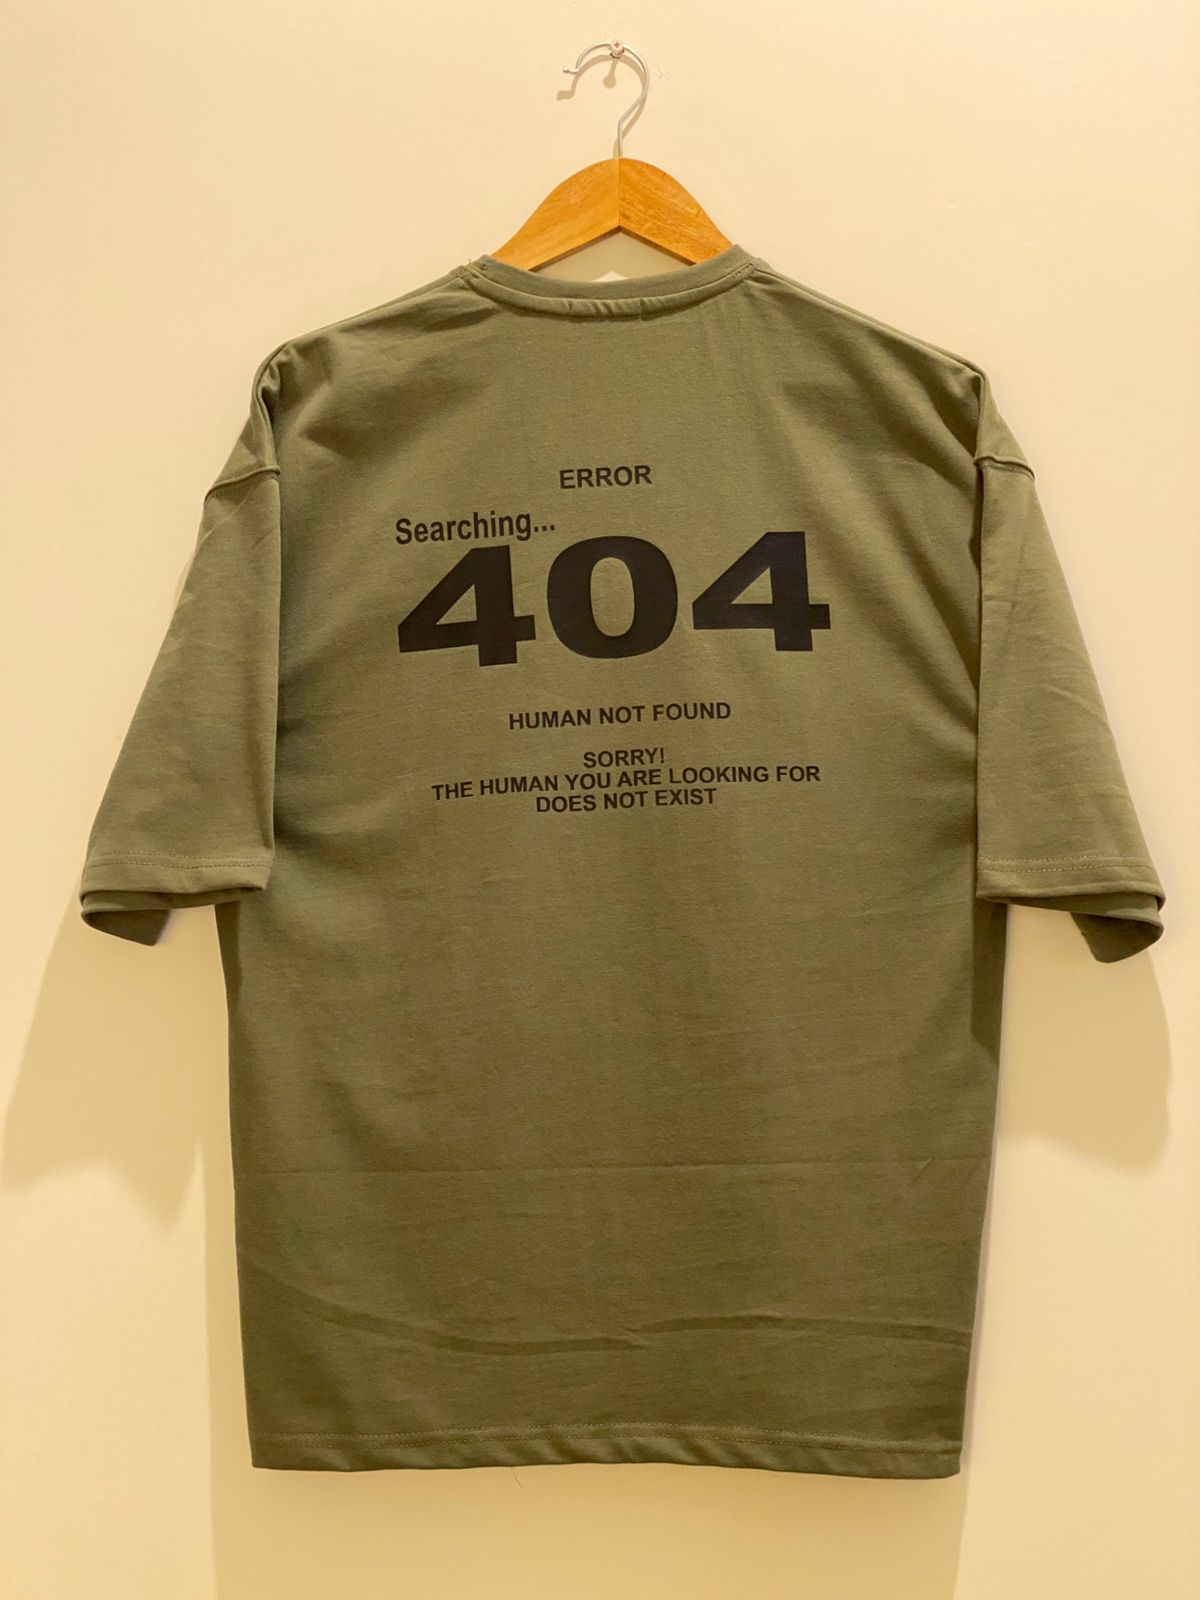 ERROR
Searching...
404
HUMAN NOT FOUND
SORRY!
THE HUMAN YOU ARE LOOKING FOR
DOES NOT EXIST